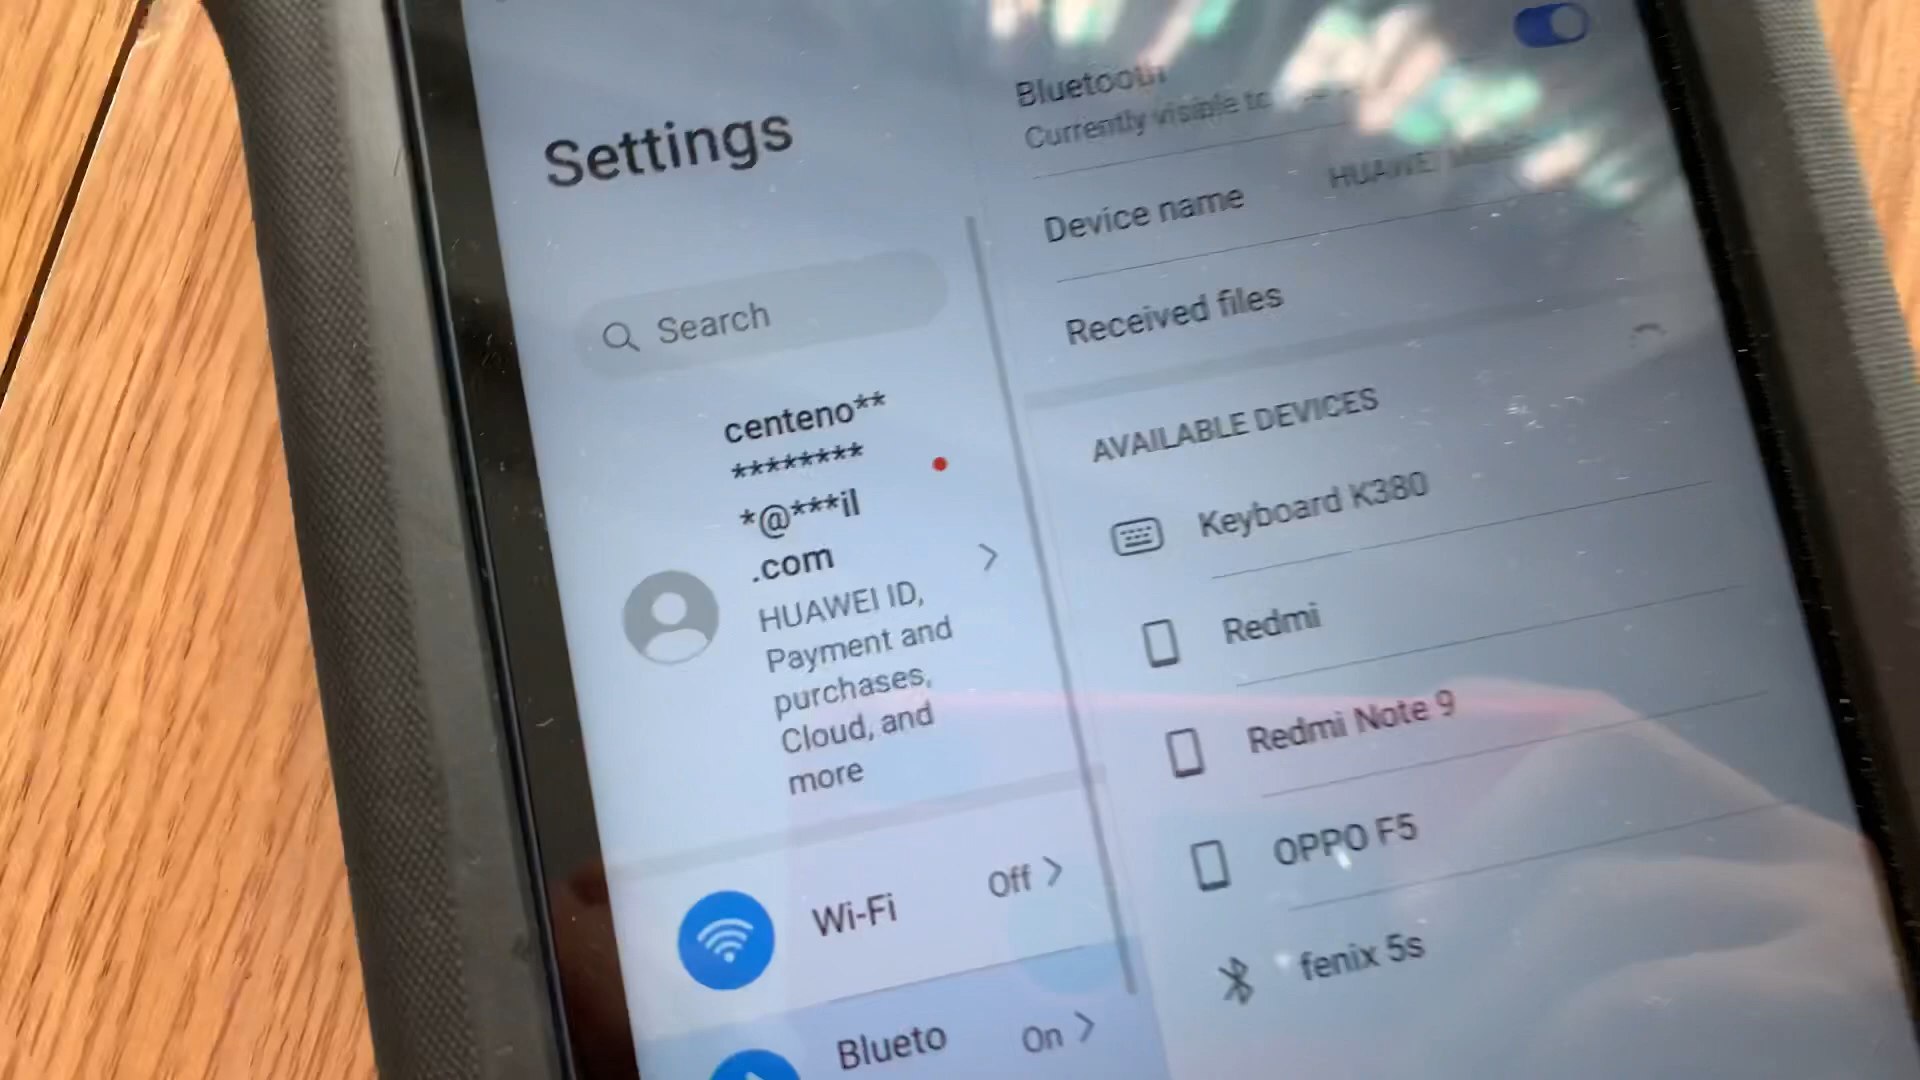 Settings
Search
centeno**
********
*@***il
.com
HUAWEI ID,
Payment and
purchases,
Cloud, and
more
Wi-Fi Off
Blueto On
Bluetooth
Currently visible to
Device name HUAWEI
Received files
AVAILABLE DEVICES
Keyboard K380
Redmi
Redmi Note 9
OPPO F5
fenix 5s